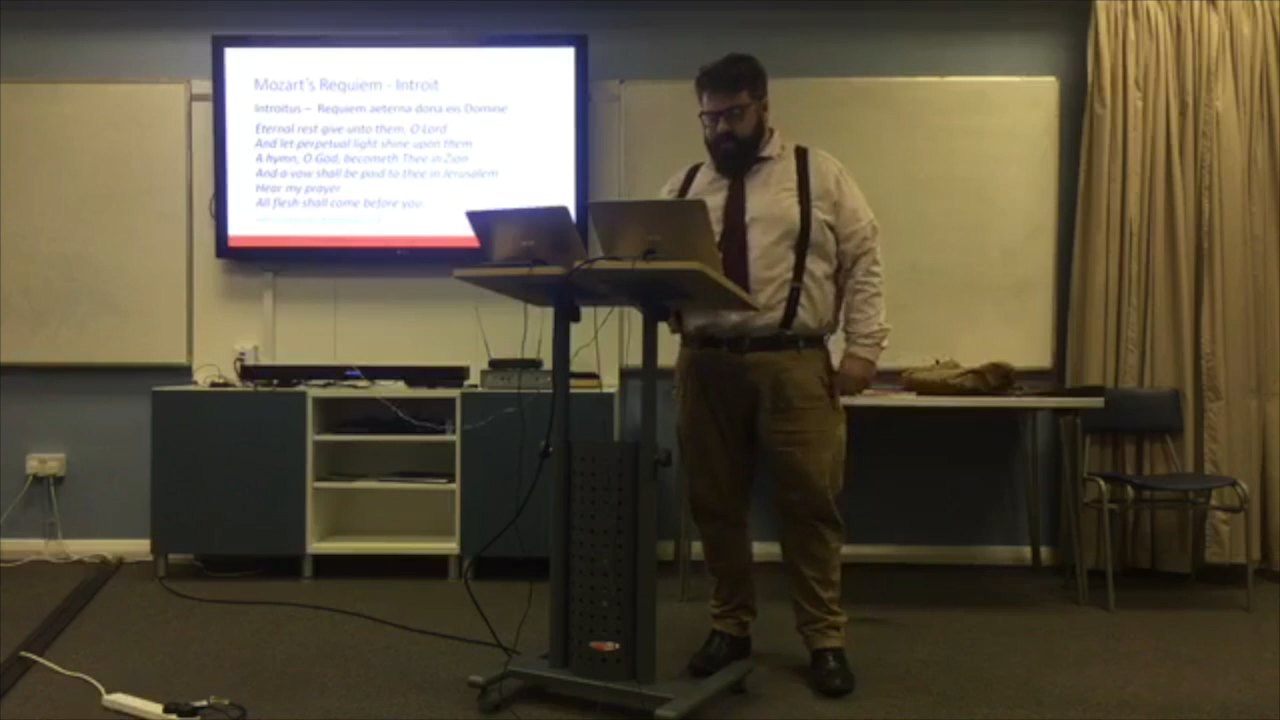 Mozart's Requiem - Introit
Introitus – Requiem aeterna dona eis Domine
Eternal rest give unto them, O Lord
And let perpetual light shine upon them
A hymn, O God, becometh Thee in Zion
And a vow shall be paid to thee in Jerusalem
Hear my prayer
All flesh shall come before you.